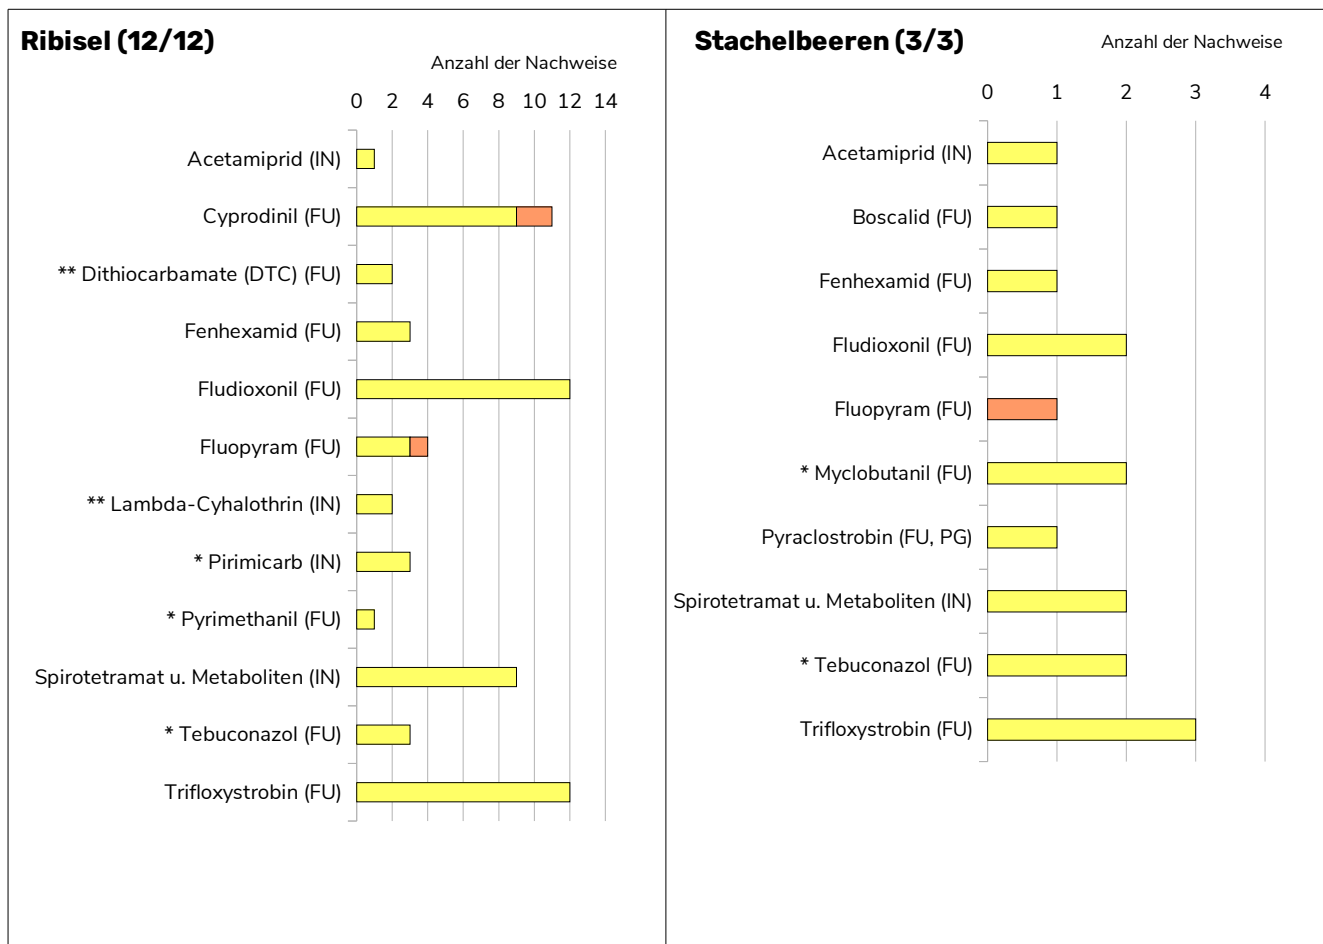 Ribisel (12/12)
Anzahl der Nachweise
0 2 4 6 8 10 12 14
Acetamiprid (IN)
Cyprodinil (FU)
** Dithiocarbamate (DTC) (FU)
Fenhexamid (FU)
Fludioxonil (FU)
Fluopyram (FU)
** Lambda-Cyhalothrin (IN)
* Pirimicarb (IN)
* Pyrimethanil (FU)
Spirotetramat u. Metaboliten (IN)
* Tebuconazol (FU)
Trifloxystrobin (FU)
Stachelbeeren (3/3)
Anzahl der Nachweise
0 1 2 3 4
Acetamiprid (IN)
Boscalid (FU)
Fenhexamid (FU)
Fludioxonil (FU)
Fluopyram (FU)
* Myclobutanil (FU)
Pyraclostrobin (FU, PG)
Spirotetramat u. Metaboliten (IN)
* Tebuconazol (FU)
Trifloxystrobin (FU)